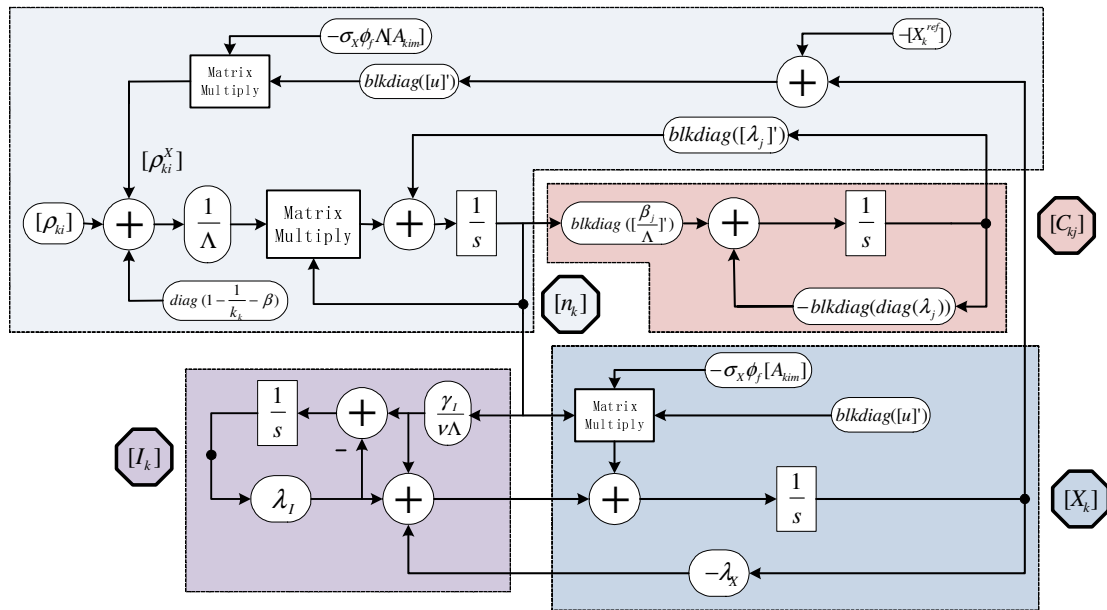 -σ_X ϕ_f Λ[A_kim]
-[X_k^ref]
Matrix
Multiply
blkdiag([u]')
+
blkdiag([λ_j]')
[ρ_ki^X]
[ρ_ki]
+
1/Λ
Matrix
Multiply
+
1/s
blkdiag([β_j/Λ]')
+
1/s
[C_kj]
diag(1-1/k_k-β)
[n_k]
-blkdiag(diag(λ_j))
-σ_X ϕ_f[A_kim]
1/s
+
γ_I/νΛ
Matrix
Multiply
blkdiag([u]')
[I_k]
-
λ_I
+
+
1/s
[X_k]
-λ_X